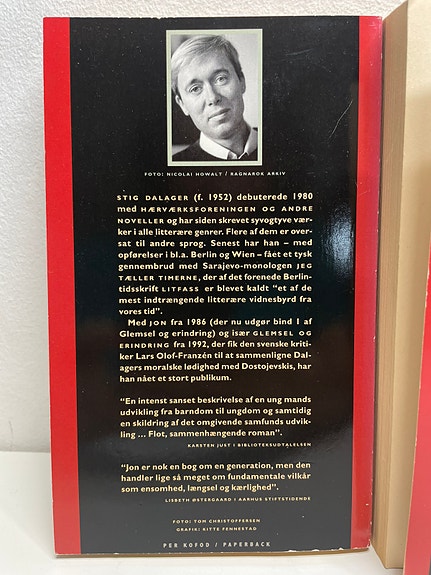 FOTO: NICOLAI HOWALT / RAGNAROK ARKIV
STIG DALAGER (f. 1952) debuterede 1980
med HÆRVÆRKSFORENINGEN OG ANDRE
NOVELLER og har siden skrevet syvogtyve vær-
ker i alle litterære genrer. Flere af dem er over-
sat til andre sprog. Senest har han – med
opførelser i bl.a. Berlin og Wien – fået et tysk
gennembrud med Sarajevo-monologen JEG
TÆLLER TIMERNE, der af det forenede Berlin-
tidsskrift LITFASS er blevet kaldt "et af de
mest indtrængende litterære vidnesbyrd fra
vores tid".
Med JON fra 1986 (der nu udgør bind 1 af
Glemsel og erindring) og især GLEMSEL OG
ERINDRING fra 1992, der fik den svenske kriti-
ker Lars Olof-Franzén til at sammenligne Dal-
agers moralske lødighed med Dostojevskis, har
han nået et stort publikum.
"En intenst sanset beskrivelse af en ung mands
udvikling fra barndom til ungdom og samtidig
en skildring af det omgivende samfunds udvik-
ling ... Flot, sammenhængende roman".
KARSTEN JUST I BIBLIOTEKSUDTALELSEN
"Jon er nok en bog om en generation, men den
handler lige så meget om fundamentale vilkår
som ensomhed, længsel og kærlighed".
LISBETH ØSTERGAARD I AARHUS STIFTSTIDENDE
FOTO: TOM CHRISTOFFERSEN
GRAFIK: KITTE FENNESTAD
PER KOFOD / PAPERBACK